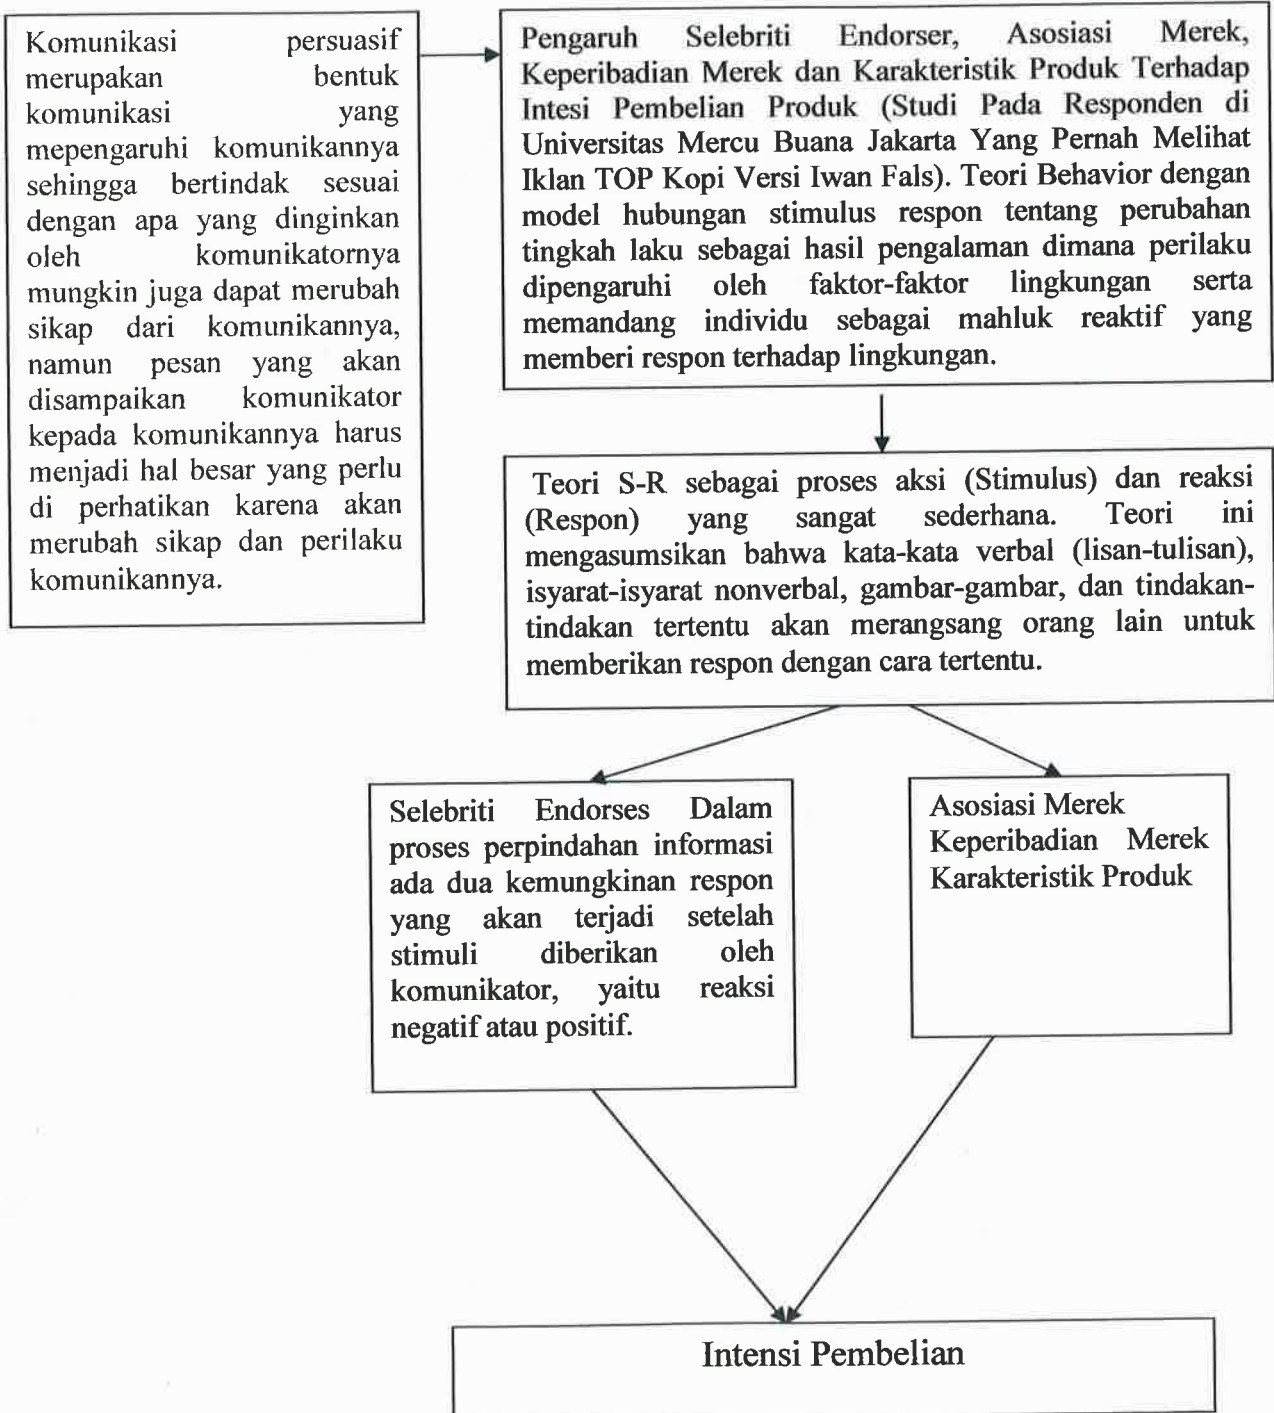 Komunikasi persuasif
merupakan bentuk
komunikasi yang
mepengaruhi komunikannya
sehingga bertindak sesuai
dengan apa yang dinginkan
oleh komunikatornya
mungkin juga dapat merubah
sikap dari komunikannya,
namun pesan yang akan
disampaikan komunikator
kepada komunikannya harus
menjadi hal besar yang perlu
di perhatikan karena akan
merubah sikap dan perilaku
komunikannya.
Pengaruh Selebriti Endorser, Asosiasi Merek,
Keperibadian Merek dan Karakteristik Produk Terhadap
Intesi Pembelian Produk (Studi Pada Responden di
Universitas Mercu Buana Jakarta Yang Pernah Melihat
Iklan TOP Kopi Versi Iwan Fals). Teori Behavior dengan
model hubungan stimulus respon tentang perubahan
tingkah laku sebagai hasil pengalaman dimana perilaku
dipengaruhi oleh faktor-faktor lingkungan serta
memandang individu sebagai mahluk reaktif yang
memberi respon terhadap lingkungan.
Teori S-R sebagai proses aksi (Stimulus) dan reaksi
(Respon) yang sangat sederhana. Teori ini
mengasumsikan bahwa kata-kata verbal (lisan-tulisan),
isyarat-isyarat nonverbal, gambar-gambar, dan tindakan-
tindakan tertentu akan merangsang orang lain untuk
memberikan respon dengan cara tertentu.
Selebriti Endorses Dalam
proses perpindahan informasi
ada dua kemungkinan respon
yang akan terjadi setelah
stimuli diberikan oleh
komunikator, yaitu reaksi
negatif atau positif.
Asosiasi Merek
Keperibadian Merek
Karakteristik Produk
Intensi Pembelian